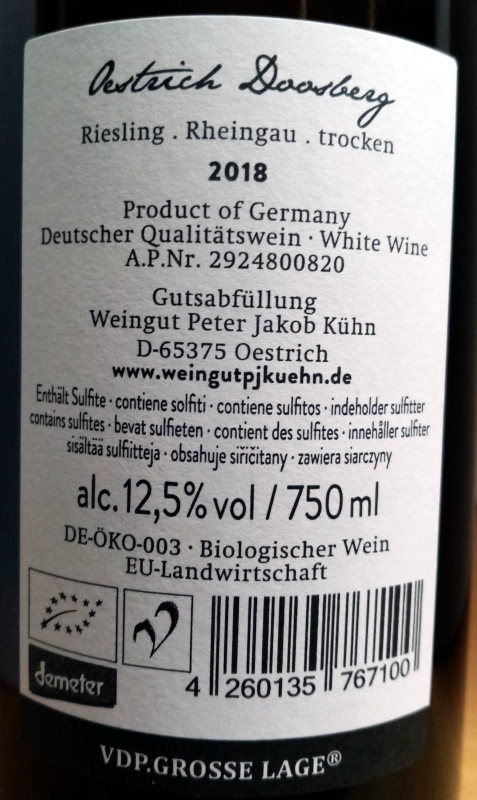 Oestrich Doosberg
Riesling . Rheingau . trocken
2018
Product of Germany
Deutscher Qualitätswein · White Wine
A.P.Nr. 2924800820
Gutsabfüllung
Weingut Peter Jakob Kühn
D-65375 Oestrich
www.weingutpjkuehn.de
Enthält Sulfite · contiene solfiti · contiene sulfitos · indeholder sulfitter
contains sulfites · bevat sulfieten · contient des sulfites · innehåller sulfiter
sisältää sulfiitteja · obsahuje siřičitany · zawiera siarczyny
alc. 12,5% vol / 750 ml
DE-ÖKO-003 · Biologischer Wein
EU-Landwirtschaft
demeter
4 260135 767100
VDP.GROSSE LAGE®